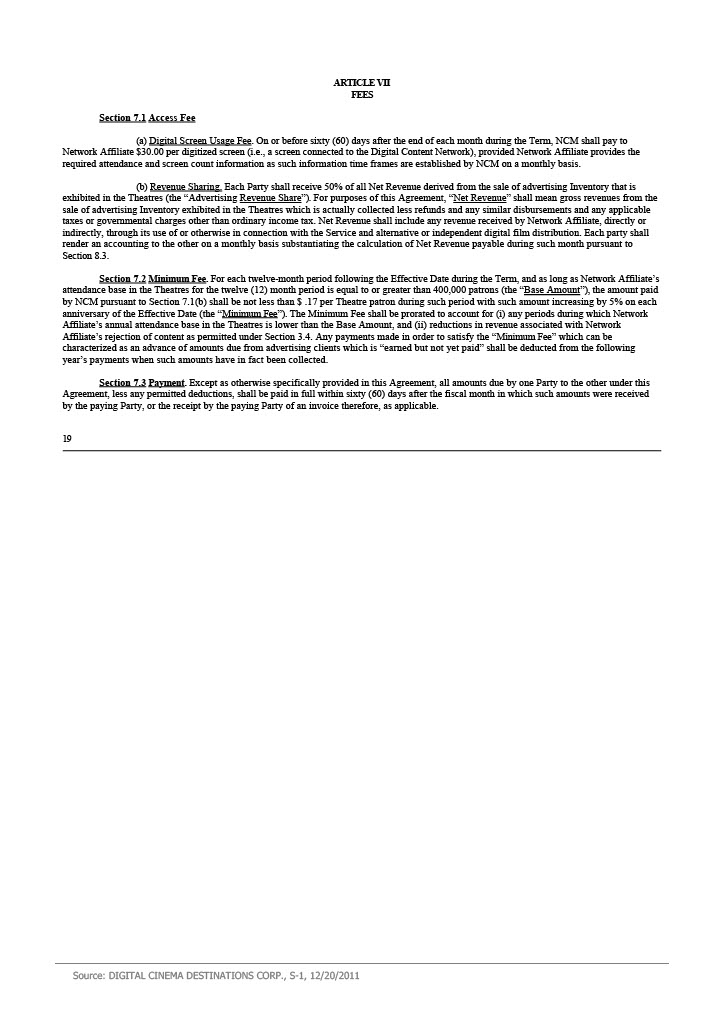 ARTICLE VII
FEES
Section 7.1 Access Fee
(a) Digital Screen Usage Fee. On or before sixty (60) days after the end of each month during the Term, NCM shall pay to
Network Affiliate $30.00 per digitized screen (i.e., a screen connected to the Digital Content Network), provided Network Affiliate provides the
required attendance and screen count information as such information time frames are established by NCM on a monthly basis.
(b) Revenue Sharing. Each Party shall receive 50% of all Net Revenue derived from the sale of advertising Inventory that is
exhibited in the Theatres (the “Advertising Revenue Share”). For purposes of this Agreement, “Net Revenue” shall mean gross revenues from the
sale of advertising Inventory exhibited in the Theatres which is actually collected less refunds and any similar disbursements and any applicable
taxes or governmental charges other than ordinary income tax. Net Revenue shall include any revenue received by Network Affiliate, directly or
indirectly, through its use of or otherwise in connection with the Service and alternative or independent digital film distribution. Each party shall
render an accounting to the other on a monthly basis substantiating the calculation of Net Revenue payable during such month pursuant to
Section 8.3.
Section 7.2 Minimum Fee. For each twelve-month period following the Effective Date during the Term, and as long as Network Affiliate’s
attendance base in the Theatres for the twelve (12) month period is equal to or greater than 400,000 patrons (the “Base Amount”), the amount paid
by NCM pursuant to Section 7.1(b) shall be not less than $ .17 per Theatre patron during such period with such amount increasing by 5% on each
anniversary of the Effective Date (the “Minimum Fee”). The Minimum Fee shall be prorated to account for (i) any periods during which Network
Affiliate’s annual attendance base in the Theatres is lower than the Base Amount, and (ii) reductions in revenue associated with Network
Affiliate’s rejection of content as permitted under Section 3.4. Any payments made in order to satisfy the “Minimum Fee” which can be
characterized as an advance of amounts due from advertising clients which is “earned but not yet paid” shall be deducted from the following
year’s payments when such amounts have in fact been collected.
Section 7.3 Payment. Except as otherwise specifically provided in this Agreement, all amounts due by one Party to the other under this
Agreement, less any permitted deductions, shall be paid in full within sixty (60) days after the fiscal month in which such amounts were received
by the paying Party, or the receipt by the paying Party of an invoice therefore, as applicable.
19
Source: DIGITAL CINEMA DESTINATIONS CORP., S-1, 12/20/2011